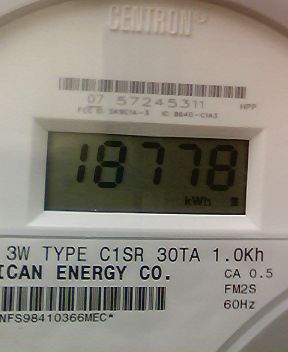 CENTRON
07 57245311
HPP
18778
kWh
3W TYPE C1SR 30TA 1.0Kh
ICAN ENERGY CO.
CA 0.5
FM2S
60Hz
NFS98410366MEC*